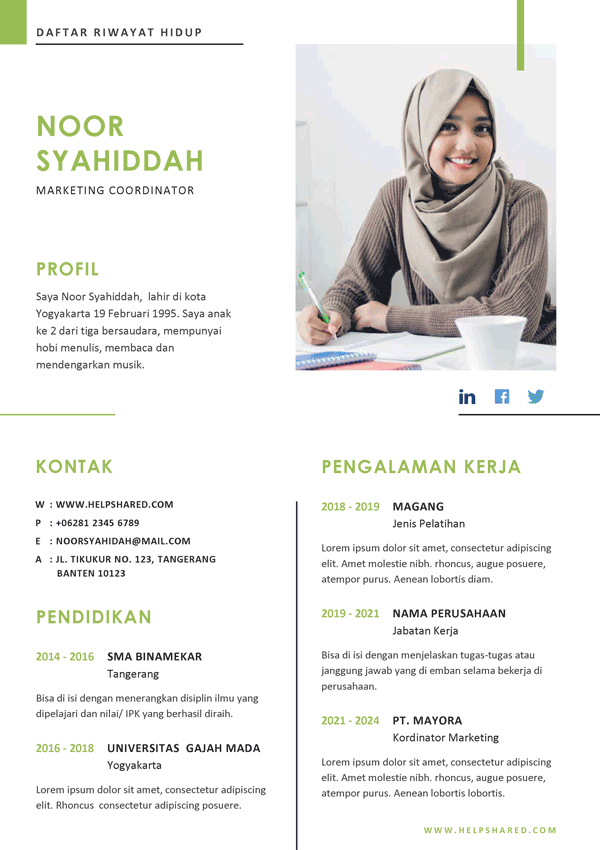 DAFTAR RIWAYAT HIDUP
NOOR
SYAHIDDAH
MARKETING COORDINATOR
PROFIL
Saya Noor Syahiddah, lahir di kota
Yogyakarta 19 Februari 1995. Saya anak
ke 2 dari tiga bersaudara, mempunyai
hobi menulis, membaca dan
mendengarkan musik.
in f
KONTAK
W : WWW.HELPSHARED.COM
P : +06281 2345 6789
E : NOORSYAHIDAH@MAIL.COM
A : JL. TIKUKUR NO. 123, TANGERANG
BANTEN 10123
PENDIDIKAN
2014 - 2016 SMA BINAMEKAR
Tangerang
Bisa di isi dengan menerangkan disiplin ilmu yang
dipelajari dan nilai/ IPK yang berhasil diraih.
2016 - 2018 UNIVERSITAS GAJAH MADA
Yogyakarta
Lorem ipsum dolor sit amet, consectetur adipiscing
elit. Rhoncus consectetur adipiscing posuere.
PENGALAMAN KERJA
2018 - 2019 MAGANG
Jenis Pelatihan
Lorem ipsum dolor sit amet, consectetur adipiscing
elit. Amet molestie nibh. rhoncus, augue posuere,
atempor purus. Aenean lobortis diam.
2019 - 2021 NAMA PERUSAHAAN
Jabatan Kerja
Bisa di isi dengan menjelaskan tugas-tugas atau
janggung jawab yang di emban selama bekerja di
perusahaan.
2021 - 2024 PT. MAYORA
Kordinator Marketing
Lorem ipsum dolor sit amet, consectetur adipiscing
elit. Amet molestie nibh. rhoncus, augue posuere,
atempor purus. Aenean lobortis lobortis.
WWW.HELPSHARED.COM